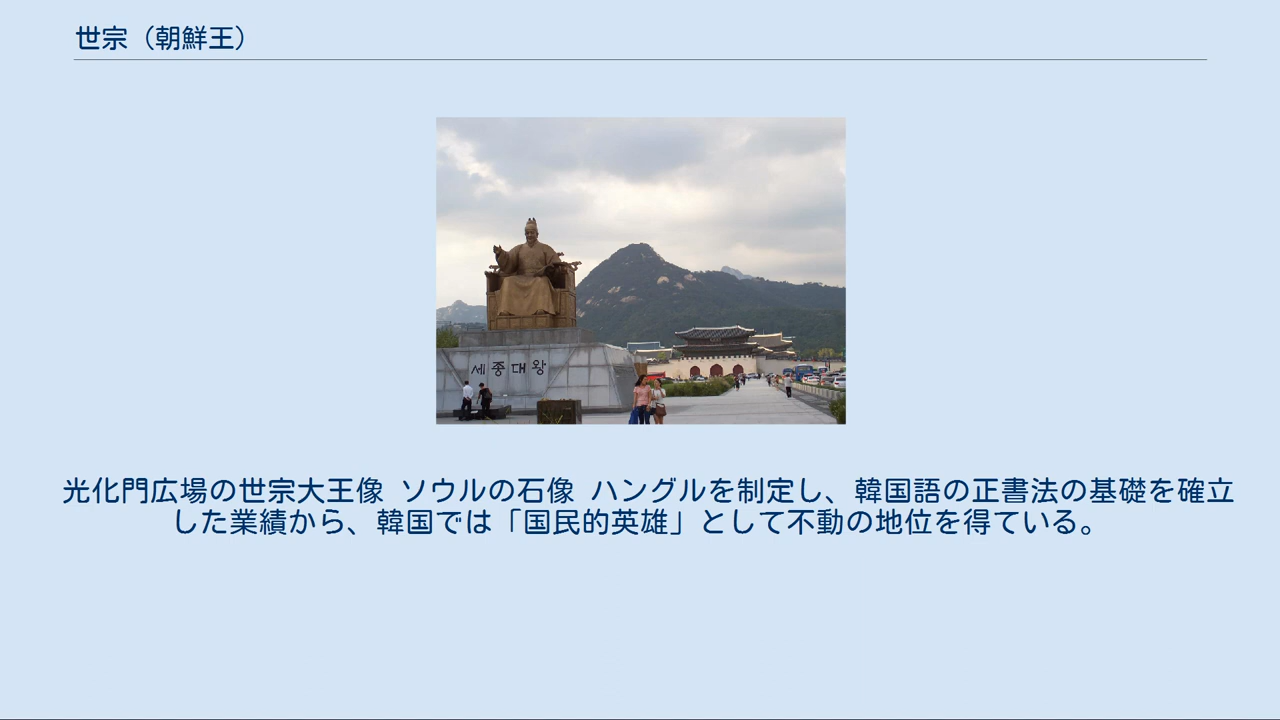 世宗（朝鮮王）
세종대왕
光化門広場の世宗大王像 ソウルの石像 ハングルを制定し、韓国語の正書法の基礎を確立
した業績から、韓国では「国民的英雄」として不動の地位を得ている。